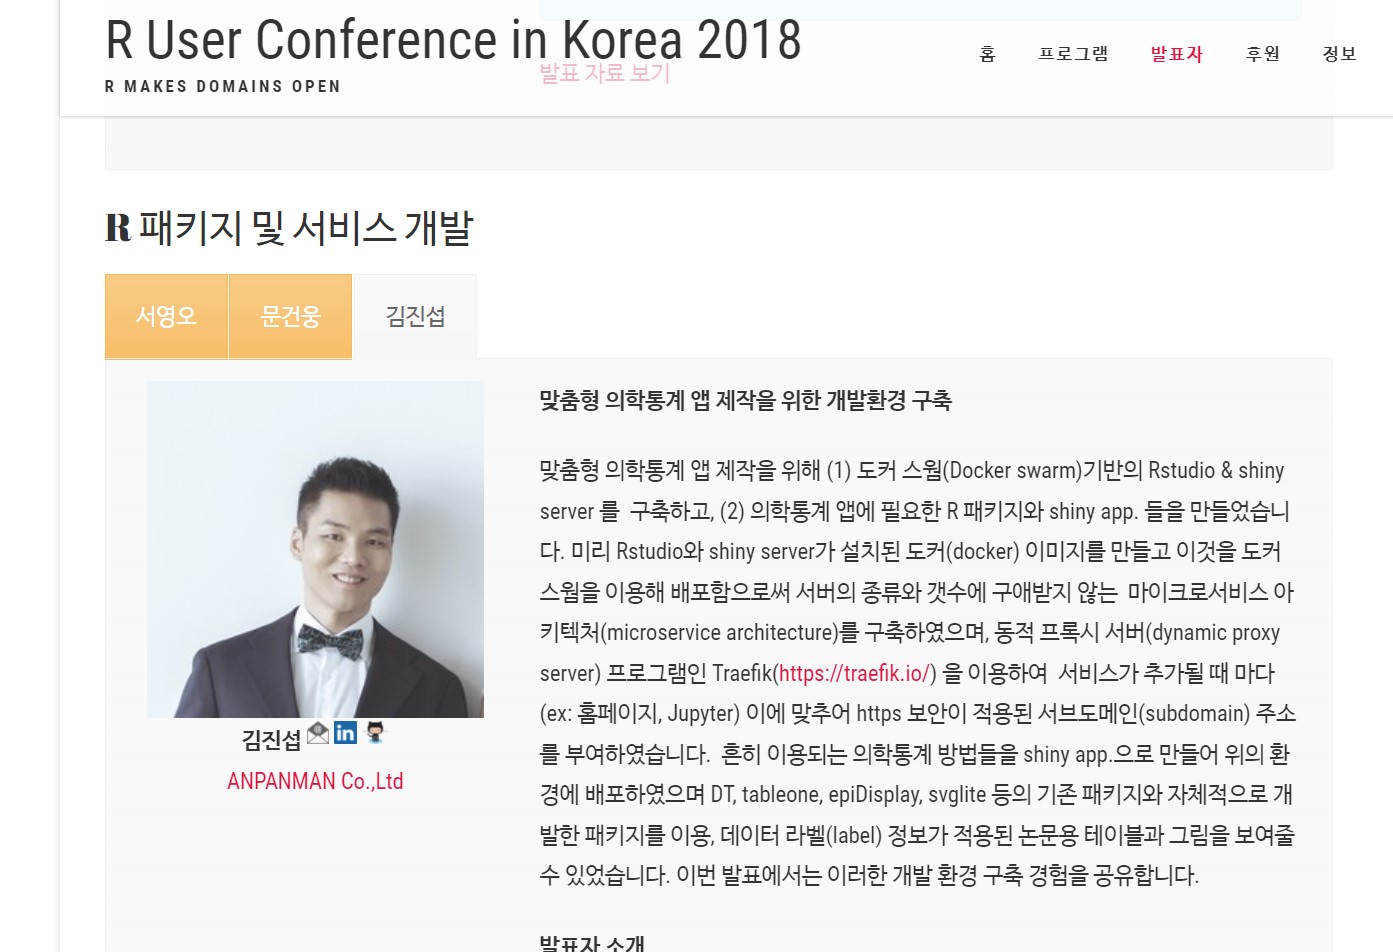 R User Conference in Korea 2018
R MAKES DOMAINS OPEN
홈 프로그램 발표자 후원 정보
발표 자료 보기
R 패키지 및 서비스 개발
서영오 문건웅 김진섭
맞춤형 의학통계 앱 제작을 위한 개발환경 구축
맞춤형 의학통계 앱 제작을 위해 (1) 도커 스웜(Docker swarm)기반의 Rstudio & shiny
server 를 구축하고, (2) 의학통계 앱에 필요한 R 패키지와 shiny app. 들을 만들었습니
다. 미리 Rstudio와 shiny server가 설치된 도커(docker) 이미지를 만들고 이것을 도커
스웜을 이용해 배포함으로써 서버의 종류와 갯수에 구애받지 않는 마이크로서비스 아
키텍처(microservice architecture)를 구축하였으며, 동적 프록시 서버(dynamic proxy
server) 프로그램인 Traefik(https://traefik.io/) 을 이용하여 서비스가 추가될 때 마다
(ex: 홈페이지, Jupyter) 이에 맞추어 https 보안이 적용된 서브도메인(subdomain) 주소
를 부여하였습니다. 흔히 이용되는 의학통계 방법들을 shiny app.으로 만들어 위의 환
경에 배포하였으며 DT, tableone, epiDisplay, svglite 등의 기존 패키지와 자체적으로 개
발한 패키지를 이용, 데이터 라벨(label) 정보가 적용된 논문용 테이블과 그림을 보여줄
수 있었습니다. 이번 발표에서는 이러한 개발 환경 구축 경험을 공유합니다.
김진섭 in
ANPANMAN Co.,Ltd
발표자 소개